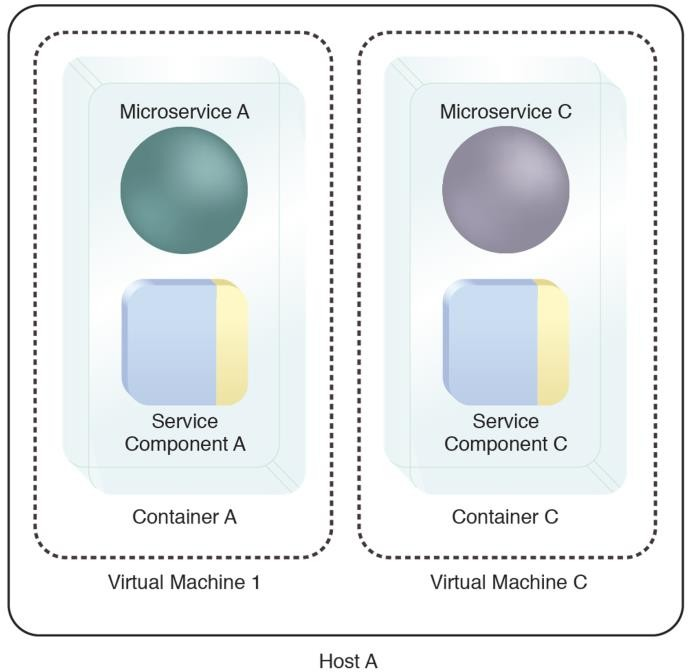 Microservice A
Microservice C
Service
Component A
Service
Component C
Container A
Container C
Virtual Machine 1
Virtual Machine C
Host A